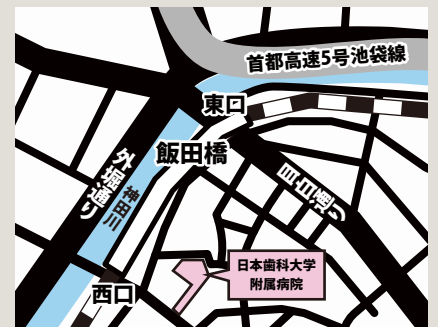 首都高速5号池袋線
東口
飯田橋
外堀通り
神田川
目白通り
日本歯科大学
附属病院
西口